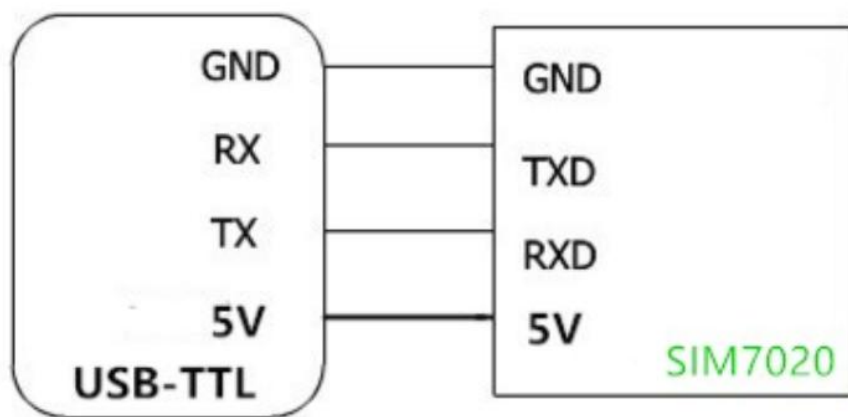 GND
RX
TX
5V
USB-TTL
GND
TXD
RXD
5V
SIM7020